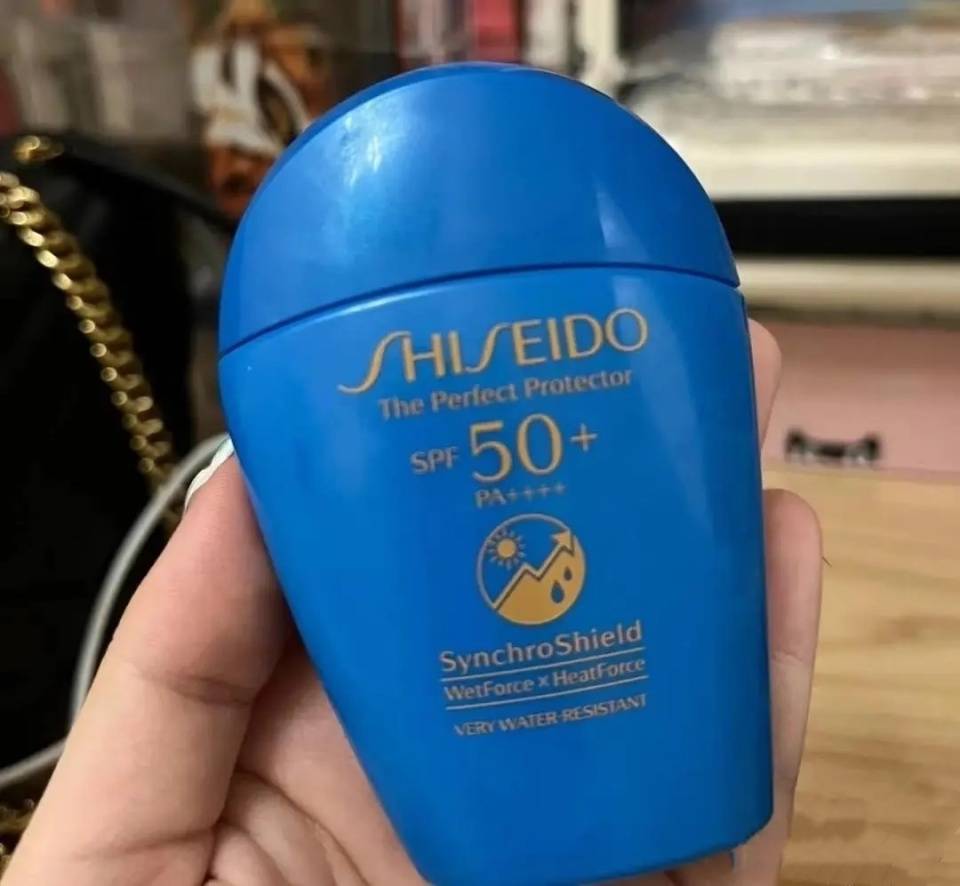 SHISEIDO
The Perfect Protector
SPF 50+
PA++++
SynchroShield
WetForce × HeatForce
VERY WATER-RESISTANT